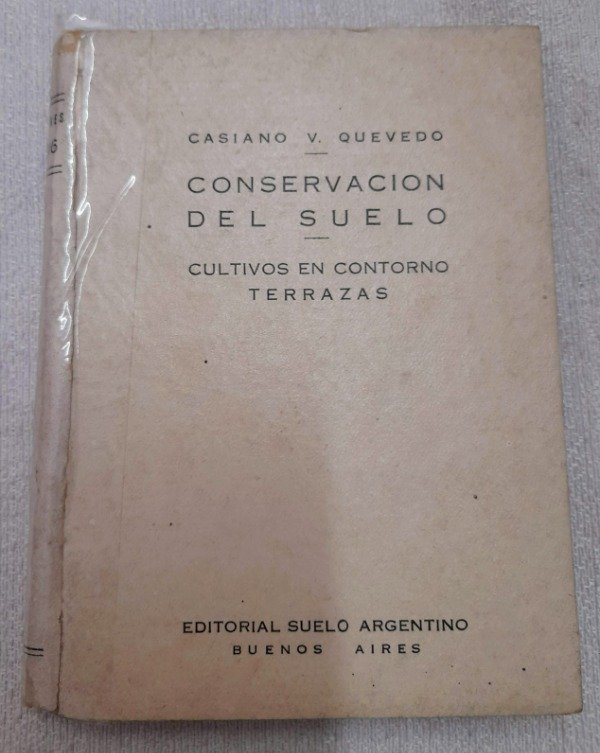 CASIANO V. QUEVEDO
CONSERVACION
DEL SUELO
CULTIVOS EN CONTORNO
TERRAZAS
EDITORIAL SUELO ARGENTINO
BUENOS AIRES